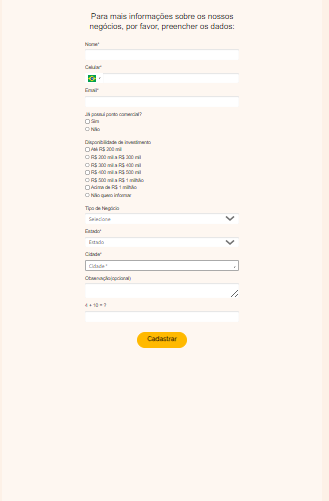 Para mais informações sobre os nossos
negócios, por favor, preencher os dados:
Nome*
Celular*
Email*
Já possui ponto comercial?
Sim
Não
Disponibilidade de investimento
Até R$ 200 mil
R$ 200 mil a R$ 300 mil
R$ 300 mil a R$ 400 mil
R$ 400 mil a R$ 500 mil
R$ 500 mil a R$ 1 milhão
Acima de R$ 1 milhão
Não quero informar
Tipo de Negócio
Selecione
Estado*
Estado
Cidade*
Cidade*
Observação(opcional)
+ 10 = ?
Cadastrar